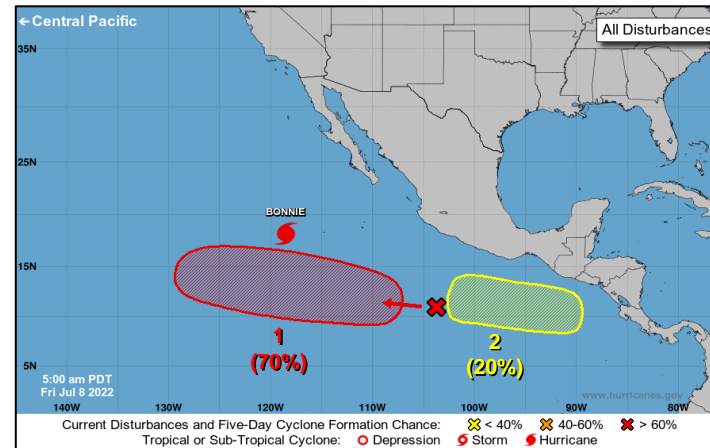 ← Central Pacific
All Disturbances
35N
25N
BONNIE
15N
1
(70%)
2
(20%)
5N
5:00 am PDT
Fri Jul 8 2022
www.hurricanes.gov
140W 130W 120W 110W 100W 90W 80W
Current Disturbances and Five-Day Cyclone Formation Chance: < 40% 40-60% > 60%
Tropical or Sub-Tropical Cyclone: Depression Storm Hurricane